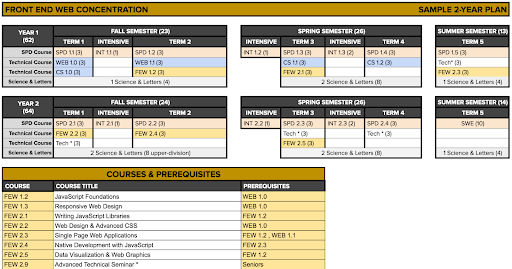 FRONT END WEB CONCENTRATION SAMPLE 2-YEAR PLAN
YEAR 1 (62) FALL SEMESTER (23) SPRING SEMESTER (26) SUMMER SEMESTER (13)
TERM 1 INTENSIVE TERM 2 INTENSIVE TERM 3 INTENSIVE TERM 4 TERM 5
SPD Course SPD 1.1 (3) INT 1.1 (1) SPD 1.2 (3) INT 1.2 (1) SPD 1.3 (3) INT 1.3 (2) SPD 1.4 (3) SPD 1.5 (3)
Technical Course WEB 1.0 (3) WEB 1.1 (3) CS 1.1 (3) CS 1.2 (3) Tech* (3)
Technical Course CS 1.0 (3) FEW 1.2 (3) FEW 2.1 (3) Tech * (3) FEW 2.3 (3)
Science & Letters 1 Science & Letters (4) 2 Science & Letters (8) 1 Science & Letters (4)
YEAR 2 (64) FALL SEMESTER (24) SPRING SEMESTER (26) SUMMER SEMESTER (14)
TERM 1 INTENSIVE TERM 2 INTENSIVE TERM 3 INTENSIVE TERM 4 TERM 5
SPD Course SPD 2.1 (3) INT 2.1 (1) SPD 2.2 (3) INT 2.2 (1) SPD 2.3 (3) INT 2.3 (2) SPD 2.4 (3) SWE (10)
Technical Course FEW 2.2 (3) FEW 2.4 (3) Tech * (3) Tech * (3)
Technical Course Tech * (3) FEW 2.5 (3)
Science & Letters 2 Science & Letters (8 upper-division) 2 Science & Letters (8) 1 Science & Letters (4)
COURSES & PREREQUISITES
COURSE COURSE TITLE PREREQUISITES
FEW 1.2 JavaScript Foundations WEB 1.0
FEW 1.3 Responsive Web Design WEB 1.0
FEW 2.1 Writing JavaScript Libraries FEW 1.2
FEW 2.2 Web Design & Advanced CSS WEB 1.0
FEW 2.3 Single Page Web Applications FEW 1.2 , WEB 1.1
FEW 2.4 Native Development with JavaScript FEW 2.3
FEW 2.5 Data Visualization & Web Graphics FEW 1.2
FEW 2.9 Advanced Technical Seminar * Seniors